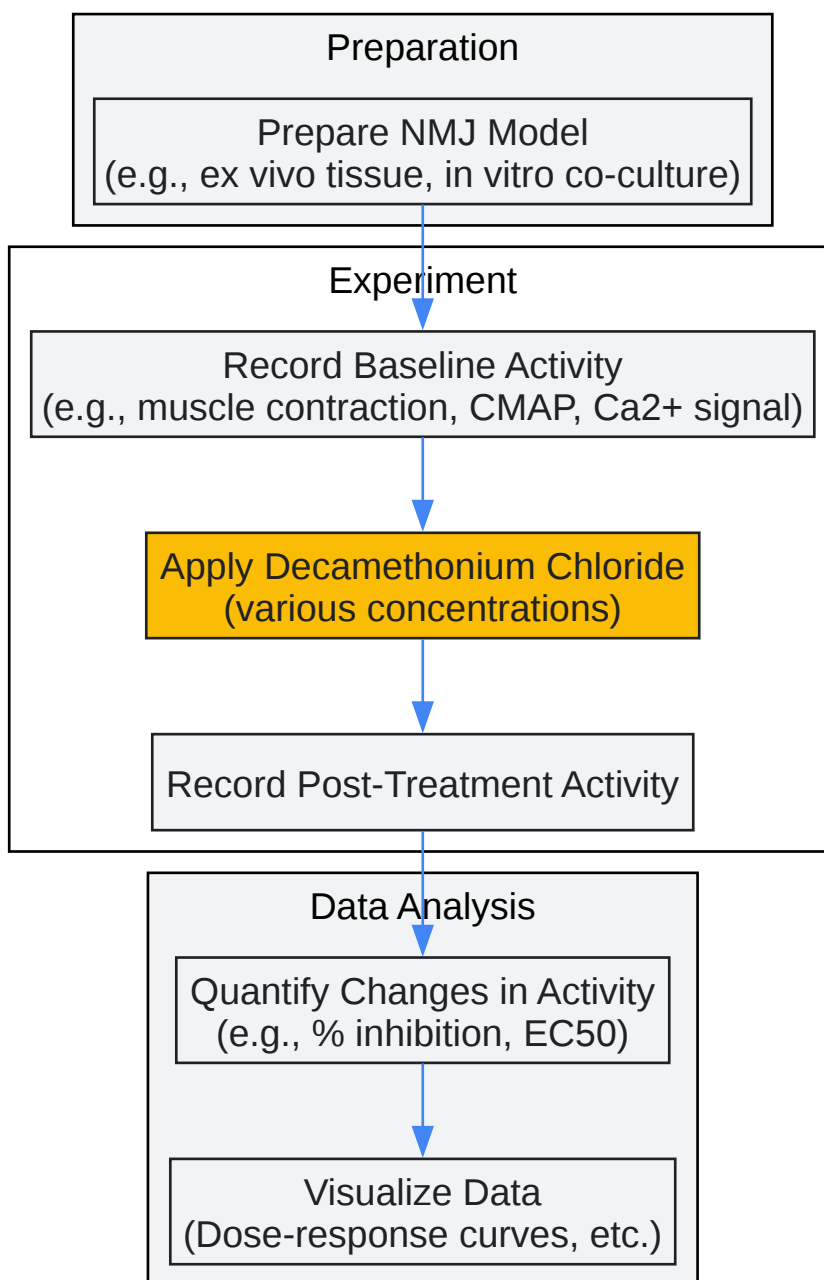 Preparation
Prepare NMJ Model
(e.g., ex vivo tissue, in vitro co-culture)
Experiment
Record Baseline Activity
(e.g., muscle contraction, CMAP, Ca2+ signal)
Apply Decamethonium Chloride
(various concentrations)
Record Post-Treatment Activity
Data Analysis
Quantify Changes in Activity
(e.g., % inhibition, EC50)
Visualize Data
(Dose-response curves, etc.)